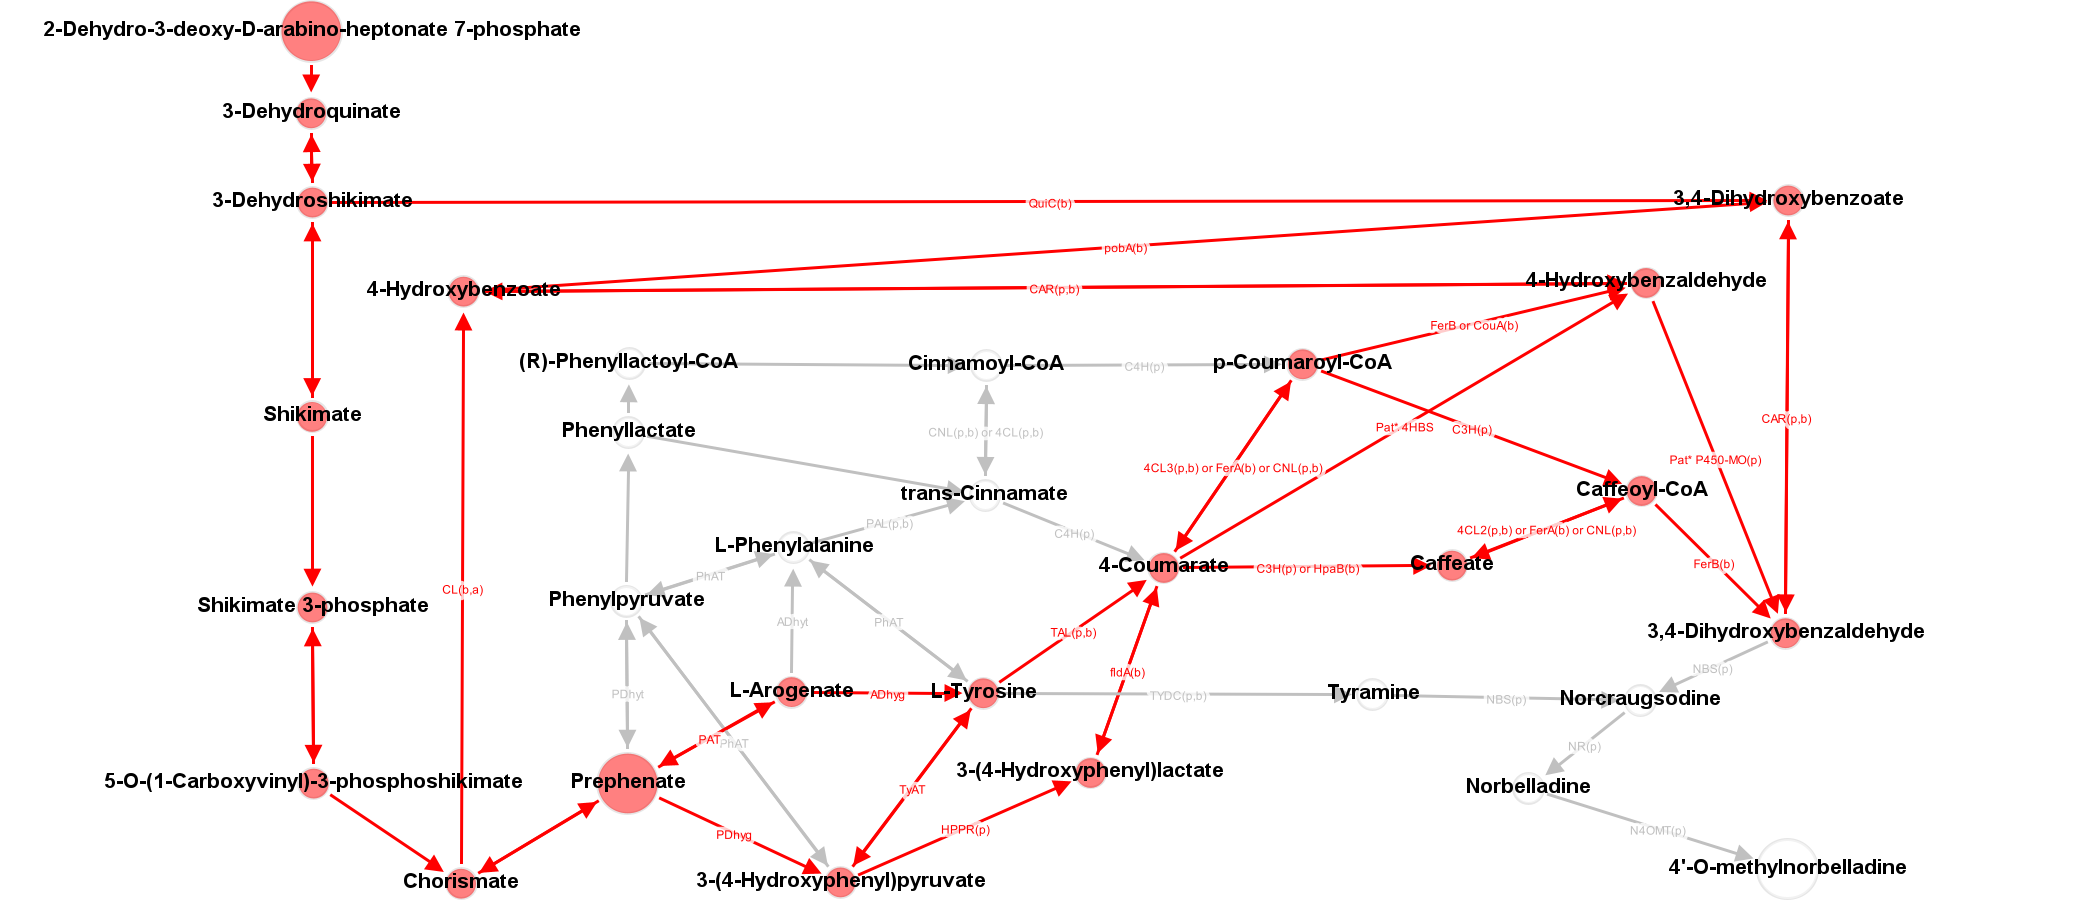 2-Dehydro-3-deoxy-D-arabino-heptonate 7-phosphate
3-Dehydroquinate
3-Dehydroshikimate
QuiC(b)
3,4-Dihydroxybenzoate
pobA(b)
4-Hydroxybenzoate
CAR(p,b)
4-Hydroxybenzaldehyde
FerB or CouA(b)
(R)-Phenyllactoyl-CoA
Cinnamoyl-CoA
C4H(p)
p-Coumaroyl-CoA
Shikimate
Phenyllactate
CNL(p,b) or 4CL(p,b)
Pat* 4HBS
C3H(p)
CAR(p,b)
4CL3(p,b) or FerA(b) or CNL(p,b)
Pat* P450-MO(p)
trans-Cinnamate
Caffeoyl-CoA
PAL(p,b)
C4H(p)
4CL2(p,b) or FerA(b) or CNL(p,b)
L-Phenylalanine
4-Coumarate
C3H(p) or HpaB(b)
Caffeate
FerB(b)
PhAT
CL(b,a)
Phenylpyruvate
Shikimate 3-phosphate
ADhyt
PhAT
TAL(p,b)
3,4-Dihydroxybenzaldehyde
fldA(b)
NBS(p)
PDhyt
L-Arogenate
ADhyg
L-Tyrosine
TYDC(p,b)
Tyramine
NBS(p)
Norcraugsodine
PAT
PhAT
NR(p)
5-O-(1-Carboxyvinyl)-3-phosphoshikimate
Prephenate
TyAT
3-(4-Hydroxyphenyl)lactate
Norbelladine
PDhyg
HPPR(p)
N4OMT(p)
Chorismate
3-(4-Hydroxyphenyl)pyruvate
4'-O-methylnorbelladine